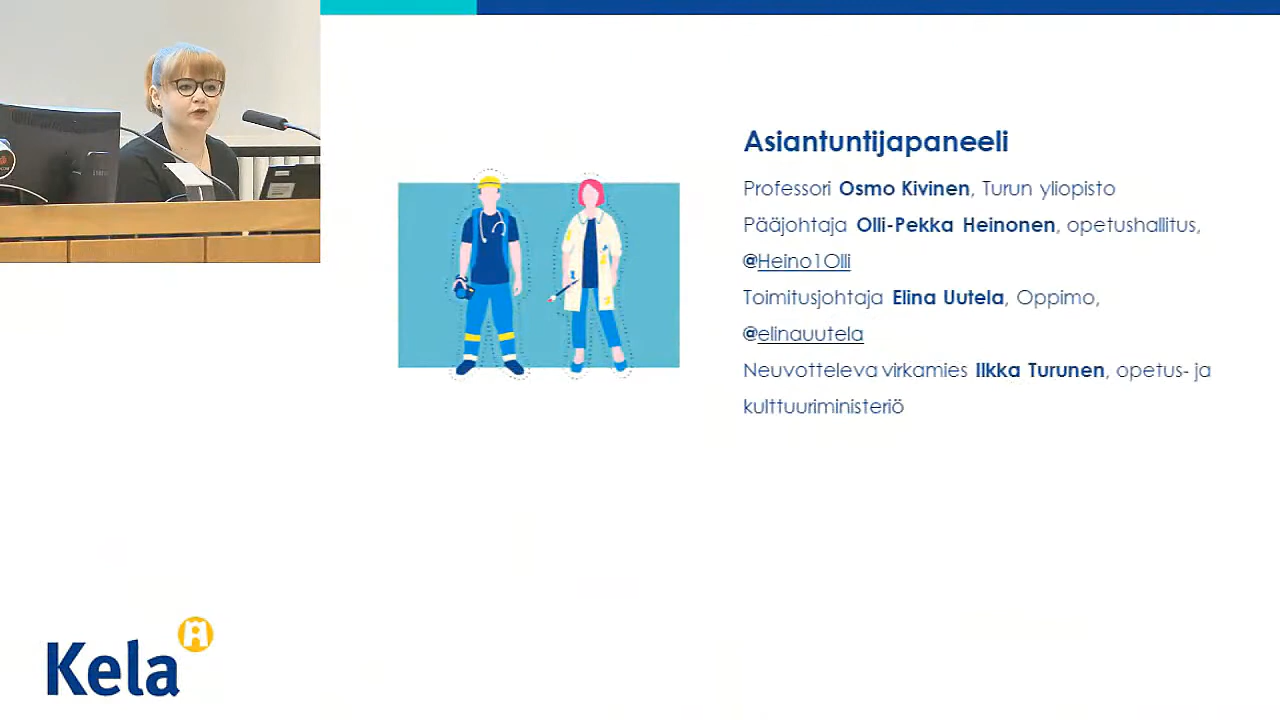 Asiantuntijapaneeli
Professori Osmo Kivinen, Turun yliopisto
Pääjohtaja Olli-Pekka Heinonen, opetushallitus,
@Heino1Olli
Toimitusjohtaja Elina Uutela, Oppimo,
@elinauutela
Neuvotteleva virkamies Ilkka Turunen, opetus- ja
kulttuuriministeriö
Kela